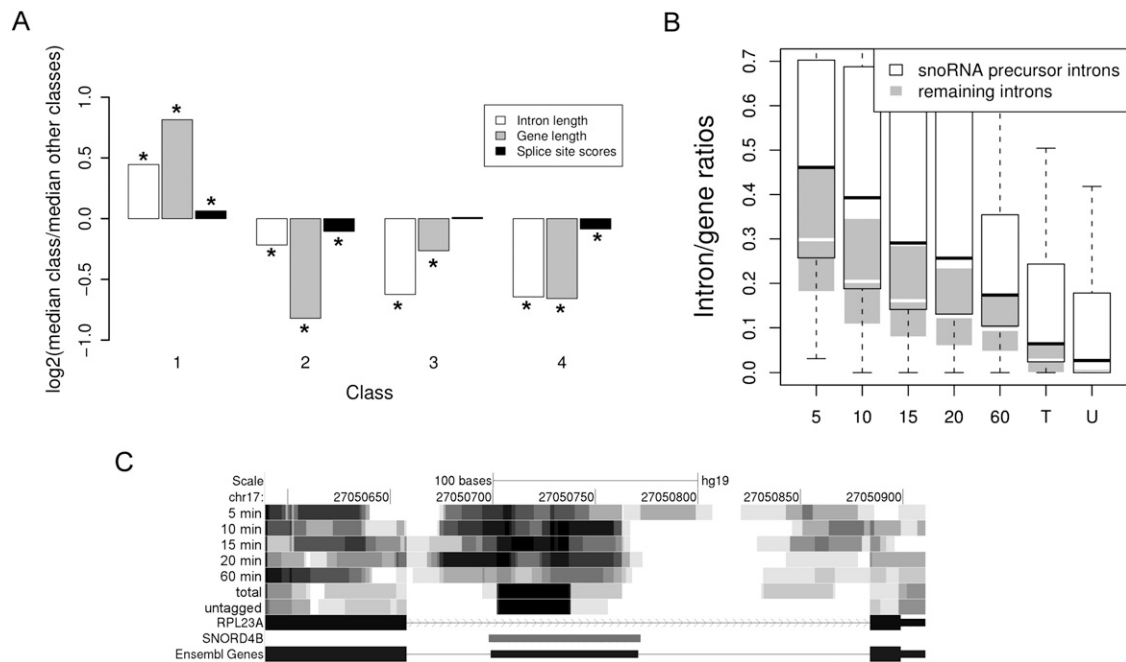 A
log2(median class/median other classes)
1.0
0.5
0.0
−0.5
−1.0
*
*
*
*
*
*
*
*
*
*
*
Intron length
Gene length
Splice site scores
1
2
3
4
Class
B
Intron/gene ratios
0.7
0.6
0.5
0.4
0.3
0.2
0.1
0.0
snoRNA precursor introns
remaining introns
5
10
15
20
60
T
U
C
Scale
100 bases
hg19
chr17:
27050650
27050700
27050750
27050800
27050850
27050900
5 min
10 min
15 min
20 min
60 min
total
untagged
RPL23A
SNORD4B
Ensembl Genes